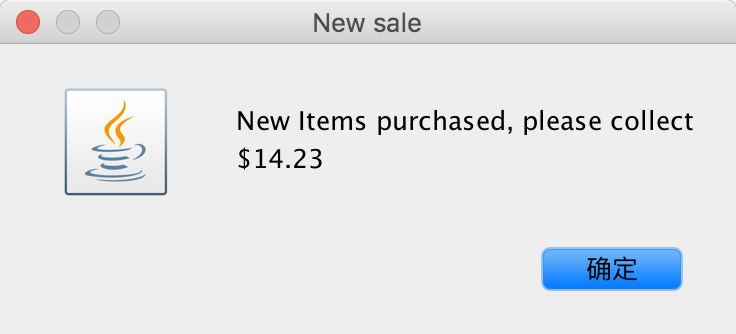 New sale
New Items purchased, please collect
$14.23
确定